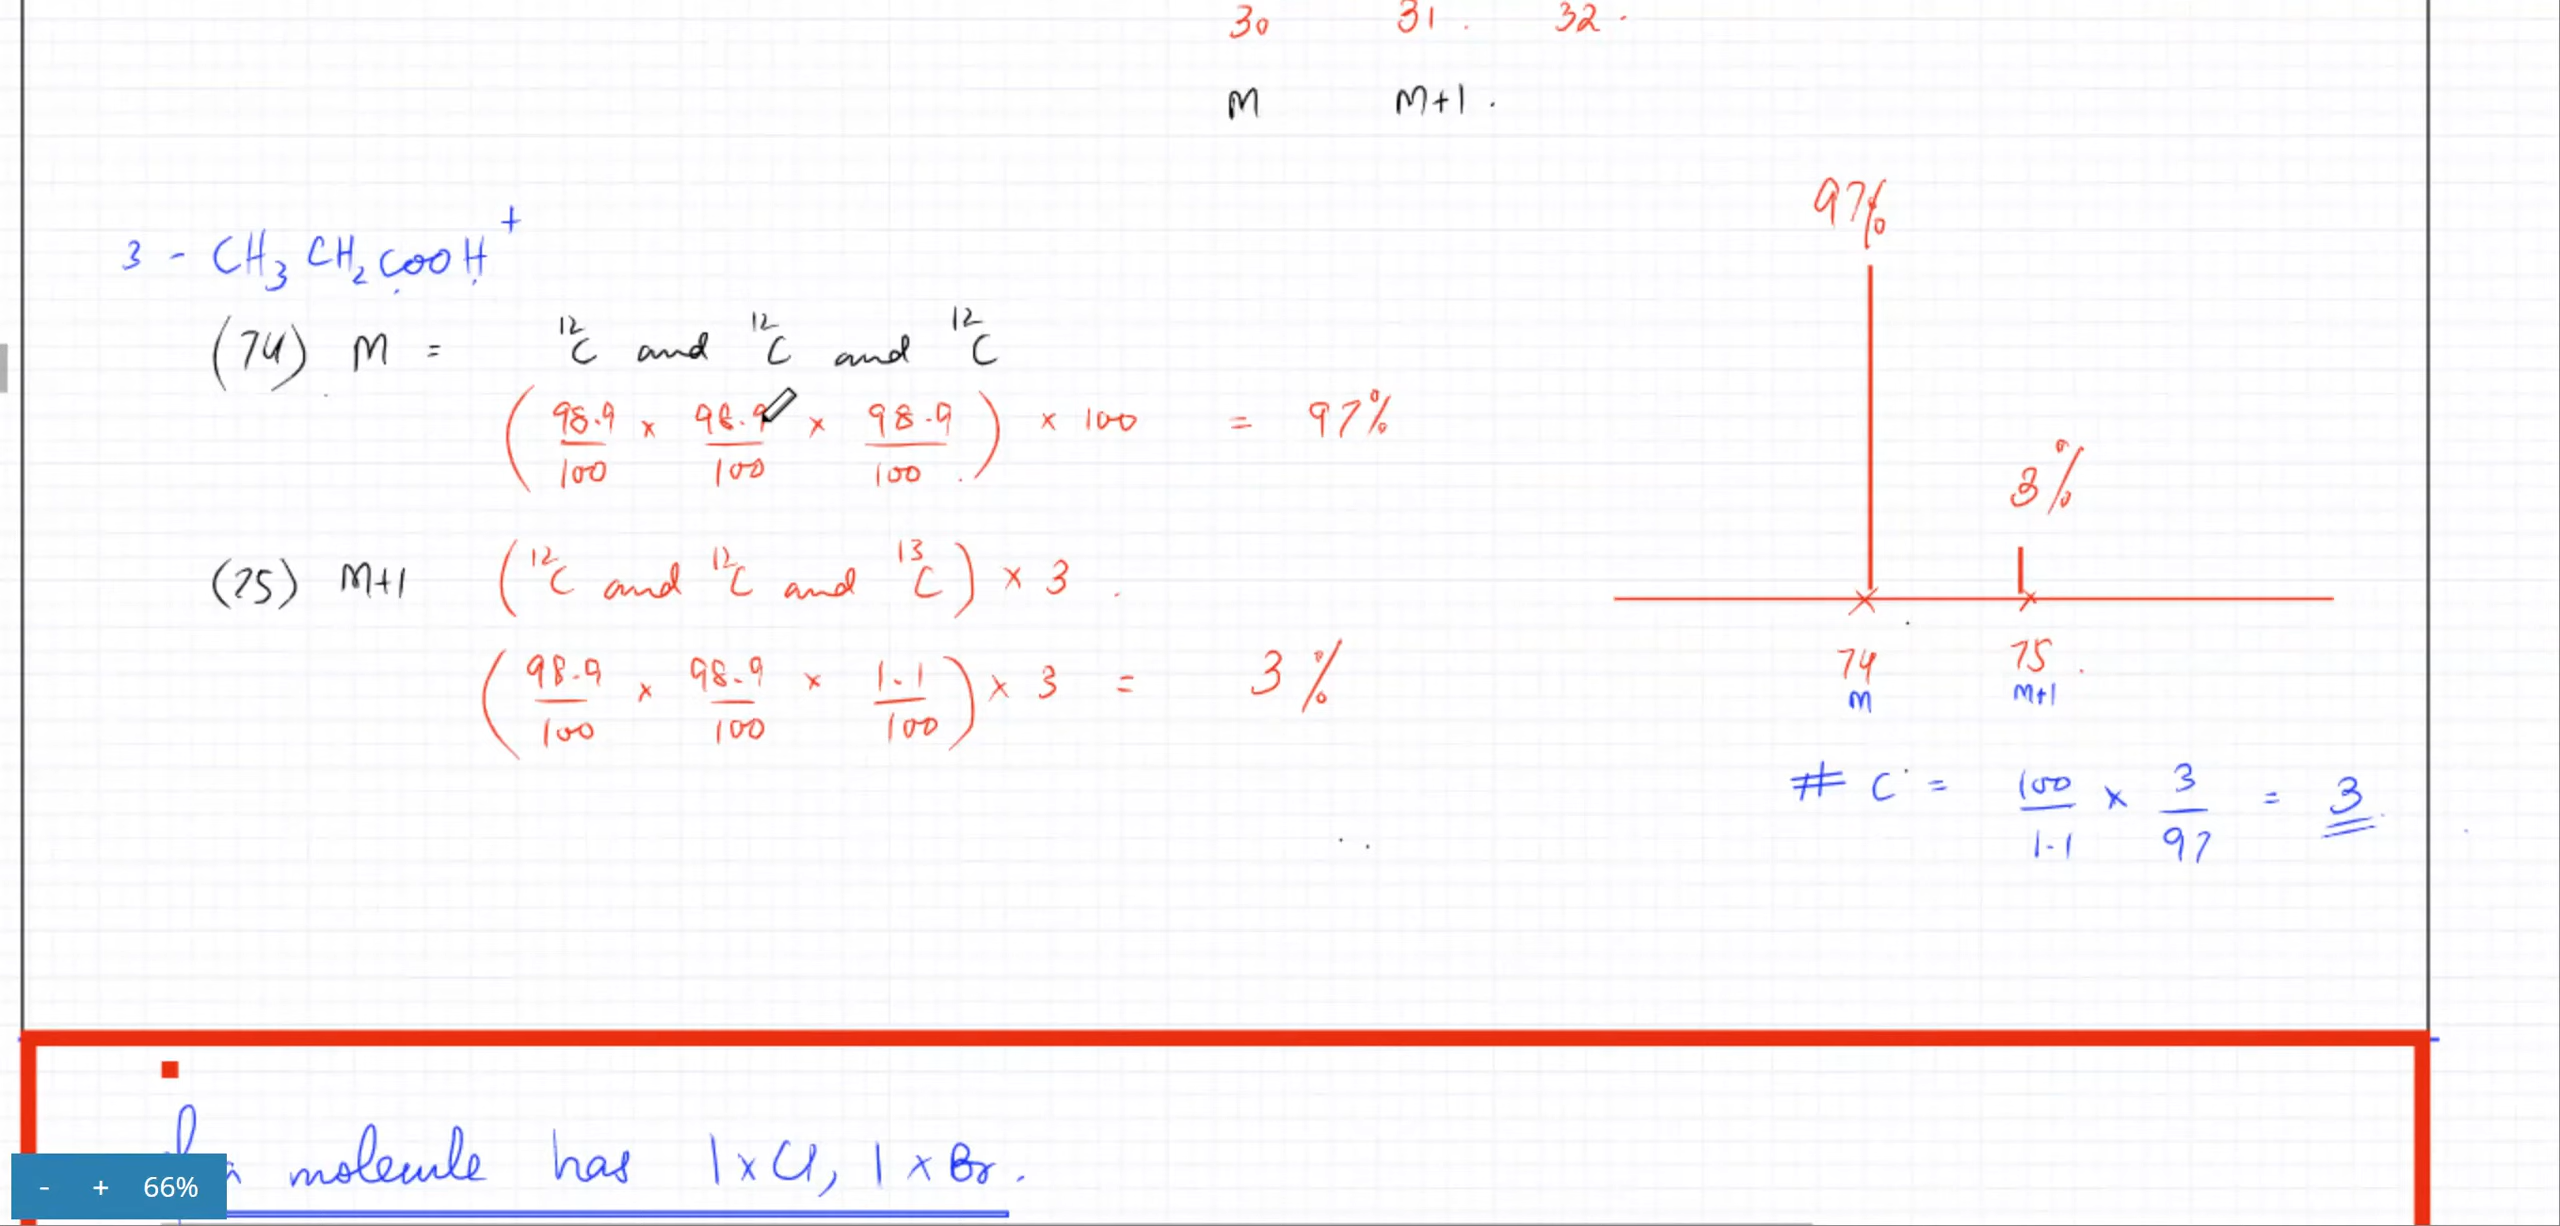 30 31. 32.
M M+1.
97%
3 - CH₃CH₂COOH⁺
(74) M = ¹²C and ¹²C and ¹²C
(98.9/100 × 98.9/100 × 98.9/100) × 100 = 97%
3%
(75) M+1 (¹²C and ¹²C and ¹³C) × 3.
(98.9/100 × 98.9/100 × 1.1/100) × 3 = 3%
74 75.
M M+1
# C = 100/1.1 × 3/97 = 3
molecule has 1×Cl, 1×Br.
- + 66%